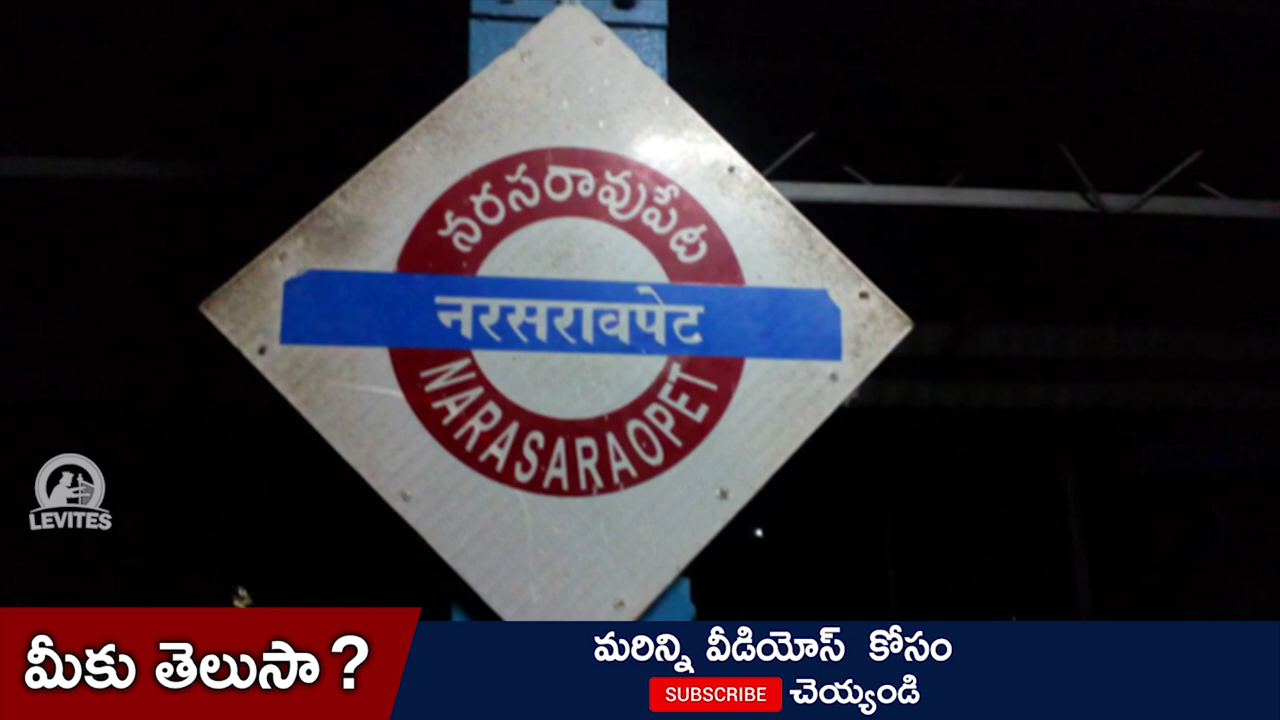 నరసరావుపేట
नरसरावपेट
NARASARAOPET
LEVITES
మీకు తెలుసా?
మరిన్ని వీడియోస్ కోసం
SUBSCRIBE చెయ్యండి